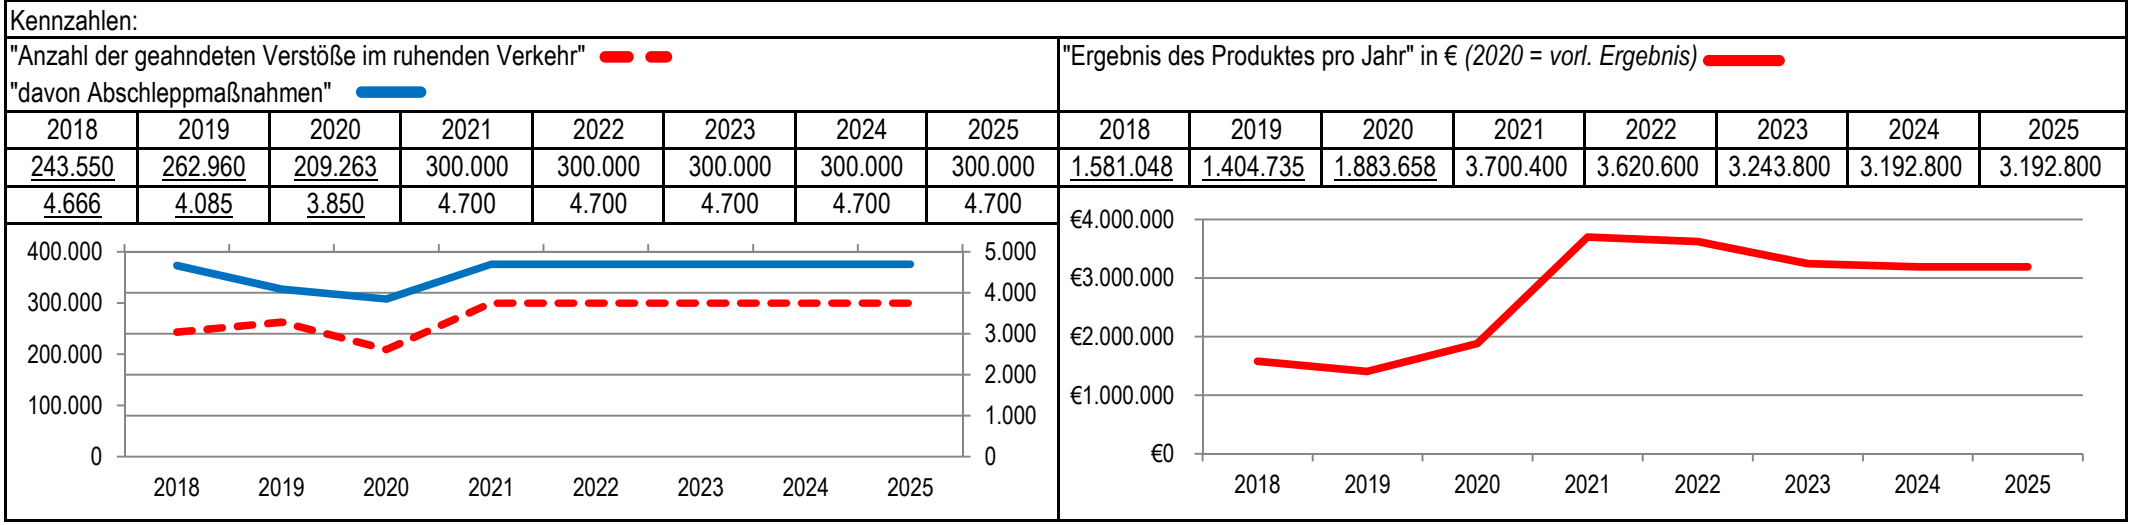 Kennzahlen:
"Anzahl der geahndeten Verstöße im ruhenden Verkehr"
"davon Abschleppmaßnahmen"
2018 2019 2020 2021 2022 2023 2024 2025
243.550 262.960 209.263 300.000 300.000 300.000 300.000 300.000
4.666 4.085 3.850 4.700 4.700 4.700 4.700 4.700
400.000
300.000
200.000
100.000
0
5.000
4.000
3.000
2.000
1.000
0
2018 2019 2020 2021 2022 2023 2024 2025
"Ergebnis des Produktes pro Jahr" in € (2020 = vorl. Ergebnis)
2018 2019 2020 2021 2022 2023 2024 2025
1.581.048 1.404.735 1.883.658 3.700.400 3.620.600 3.243.800 3.192.800 3.192.800
€4.000.000
€3.000.000
€2.000.000
€1.000.000
€0
2018 2019 2020 2021 2022 2023 2024 2025